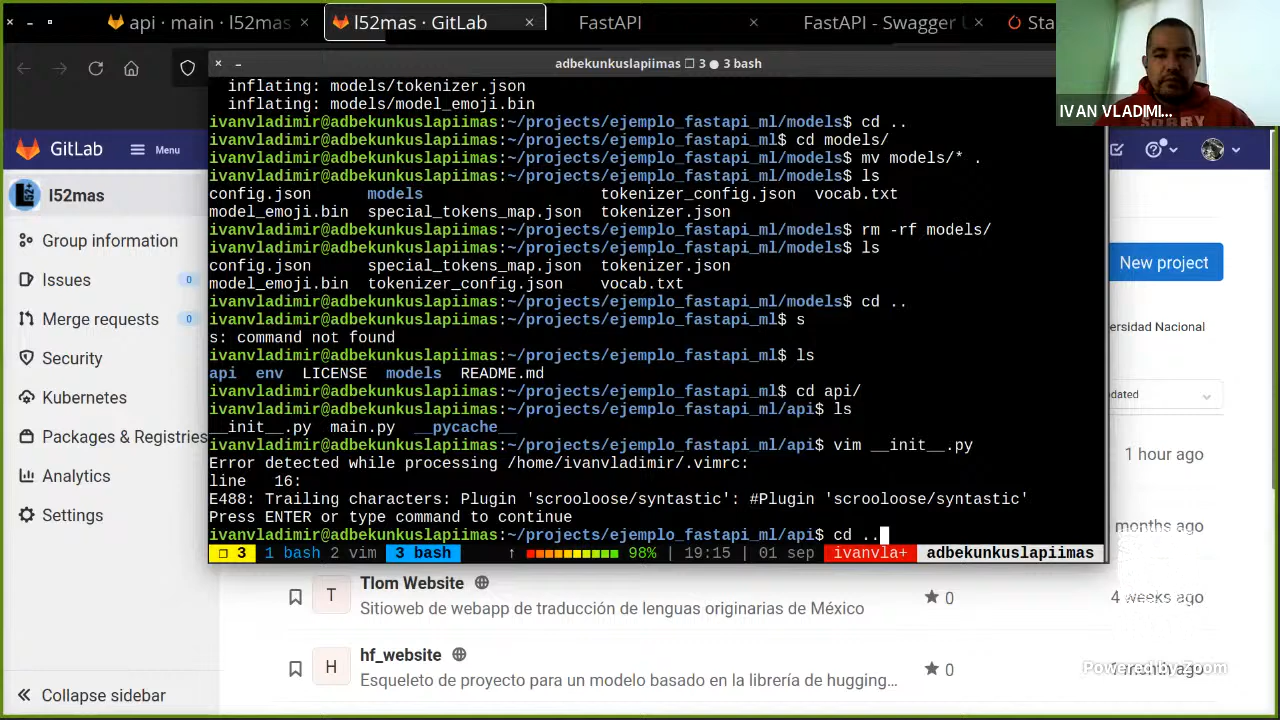 api · main · l52mas
l52mas · GitLab
FastAPI
FastAPI - Swagger
Sta
adbekunkuslapiimas ❐ 3 ● 3 bash
IVAN VLADIMI...
GitLab
Menu
l52mas
Group information
Issues 0
Merge requests 0
Security
Kubernetes
Packages & Registries
Analytics
Settings
Collapse sidebar
inflating: models/tokenizer.json
inflating: models/model_emoji.bin
ivanvladimir@adbekunkuslapiimas:~/projects/ejemplo_fastapi_ml/models$ cd ..
ivanvladimir@adbekunkuslapiimas:~/projects/ejemplo_fastapi_ml$ cd models/
ivanvladimir@adbekunkuslapiimas:~/projects/ejemplo_fastapi_ml/models$ mv models/* .
ivanvladimir@adbekunkuslapiimas:~/projects/ejemplo_fastapi_ml/models$ ls
config.json models tokenizer_config.json vocab.txt
model_emoji.bin special_tokens_map.json tokenizer.json
ivanvladimir@adbekunkuslapiimas:~/projects/ejemplo_fastapi_ml/models$ rm -rf models/
ivanvladimir@adbekunkuslapiimas:~/projects/ejemplo_fastapi_ml/models$ ls
config.json special_tokens_map.json tokenizer.json
model_emoji.bin tokenizer_config.json vocab.txt
ivanvladimir@adbekunkuslapiimas:~/projects/ejemplo_fastapi_ml/models$ cd ..
ivanvladimir@adbekunkuslapiimas:~/projects/ejemplo_fastapi_ml$ s
s: command not found
ivanvladimir@adbekunkuslapiimas:~/projects/ejemplo_fastapi_ml$ ls
api env LICENSE models README.md
ivanvladimir@adbekunkuslapiimas:~/projects/ejemplo_fastapi_ml$ cd api/
ivanvladimir@adbekunkuslapiimas:~/projects/ejemplo_fastapi_ml/api$ ls
__init__.py main.py __pycache__
ivanvladimir@adbekunkuslapiimas:~/projects/ejemplo_fastapi_ml/api$ vim __init__.py
Error detected while processing /home/ivanvladimir/.vimrc:
line 16:
E488: Trailing characters: Plugin 'scrooloose/syntastic': #Plugin 'scrooloose/syntastic'
Press ENTER or type command to continue
ivanvladimir@adbekunkuslapiimas:~/projects/ejemplo_fastapi_ml/api$ cd ..
❐ 3 1 bash 2 vim 3 bash ↑ 98% | 19:15 | 01 sep ivanvla+ adbekunkuslapiimas
New project
ersidad Nacional
dated
1 hour ago
months ago
T Tlom Website
Sitioweb de webapp de traducción de lenguas originarias de México
0
4 weeks ago
H hf_website
Esqueleto de proyecto para un modelo basado en la librería de hugging...
0
1 month ago
Powered by Zoom